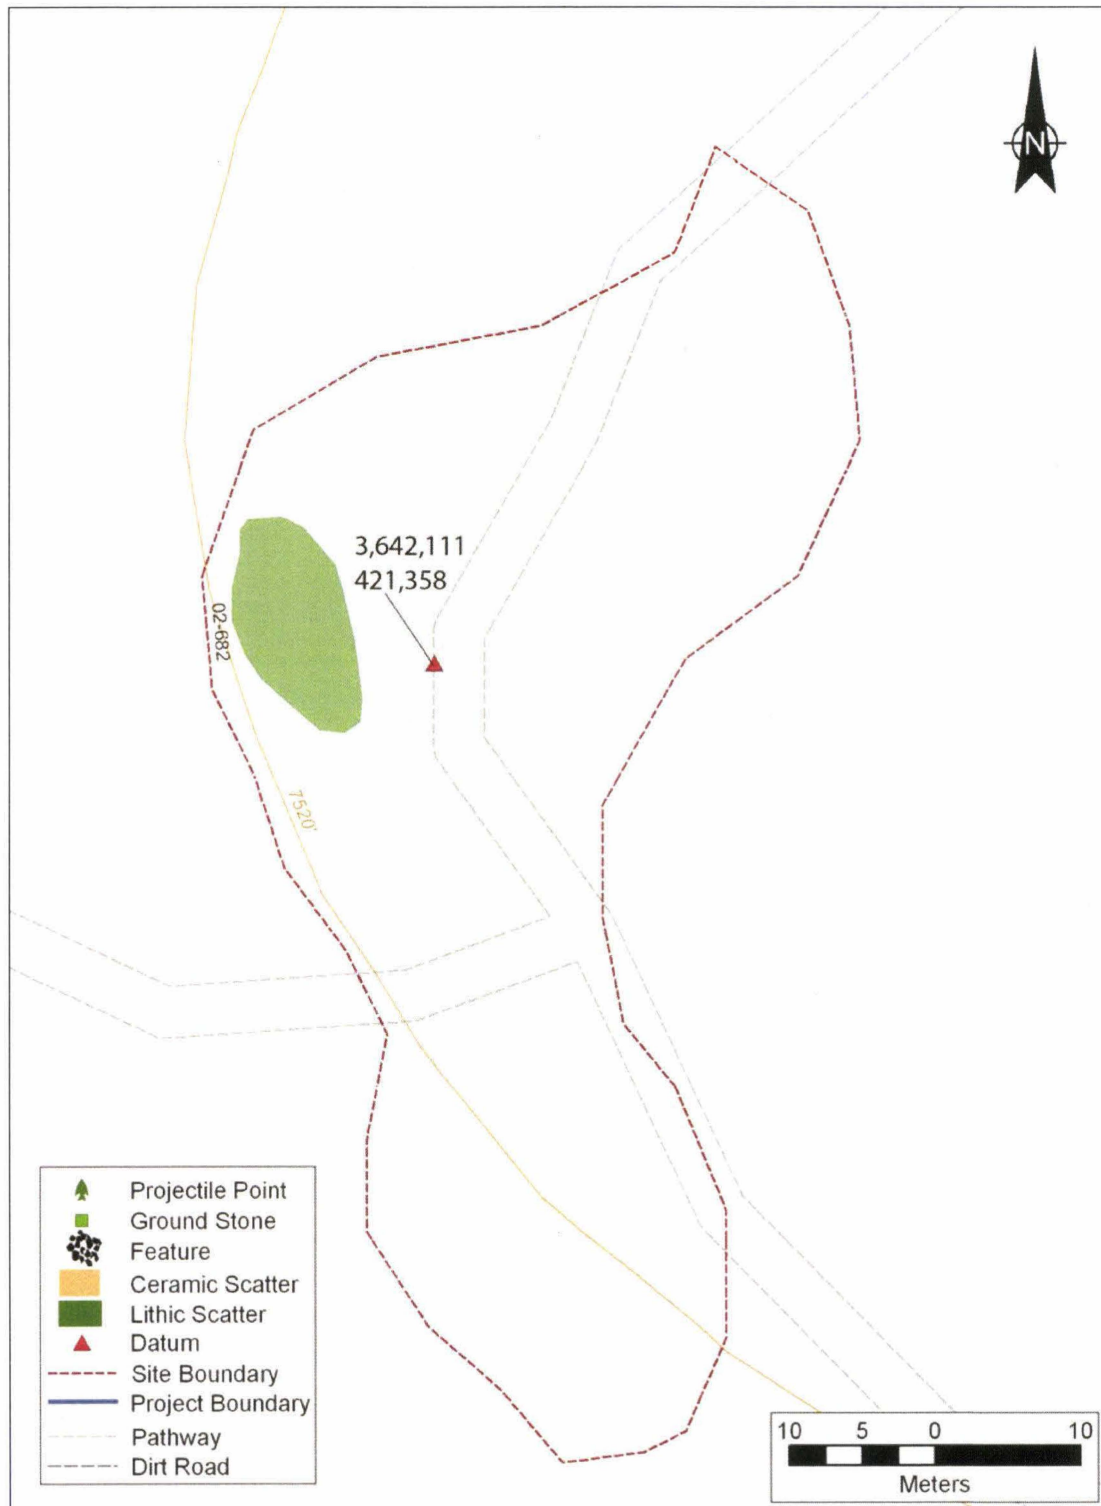 N
3,642,111
421,358
02-682
7520'
Projectile Point
Ground Stone
Feature
Ceramic Scatter
Lithic Scatter
Datum
Site Boundary
Project Boundary
Pathway
Dirt Road
10 5 0 10
Meters